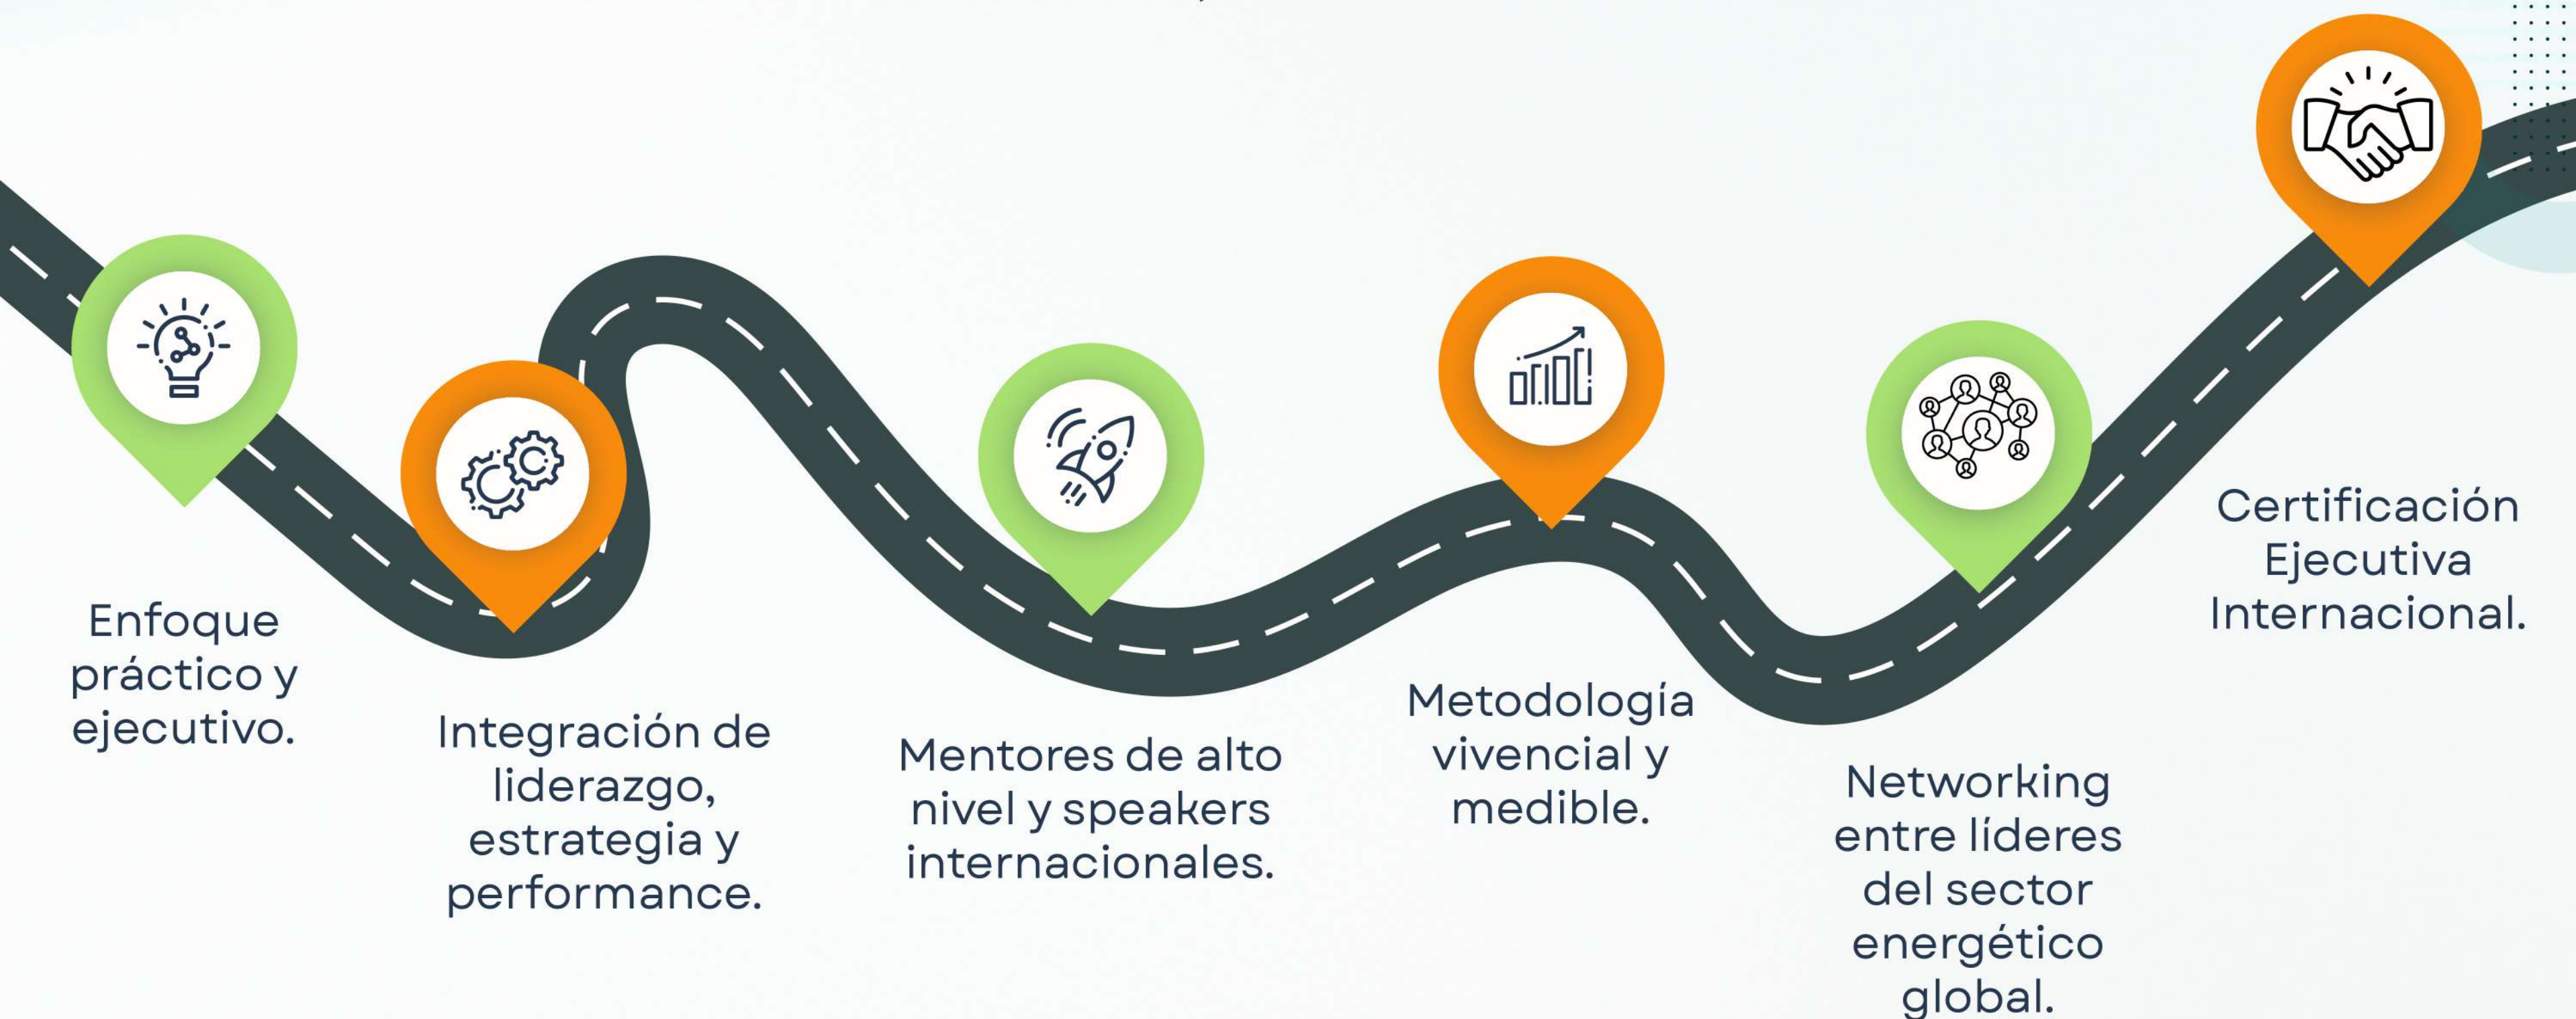 Enfoque
práctico y
ejecutivo.
Integración de
liderazgo,
estrategia y
performance.
Mentores de alto
nivel y speakers
internacionales.
Metodología
vivencial y
medible.
Networking
entre líderes
del sector
energético
global.
Certificación
Ejecutiva
Internacional.